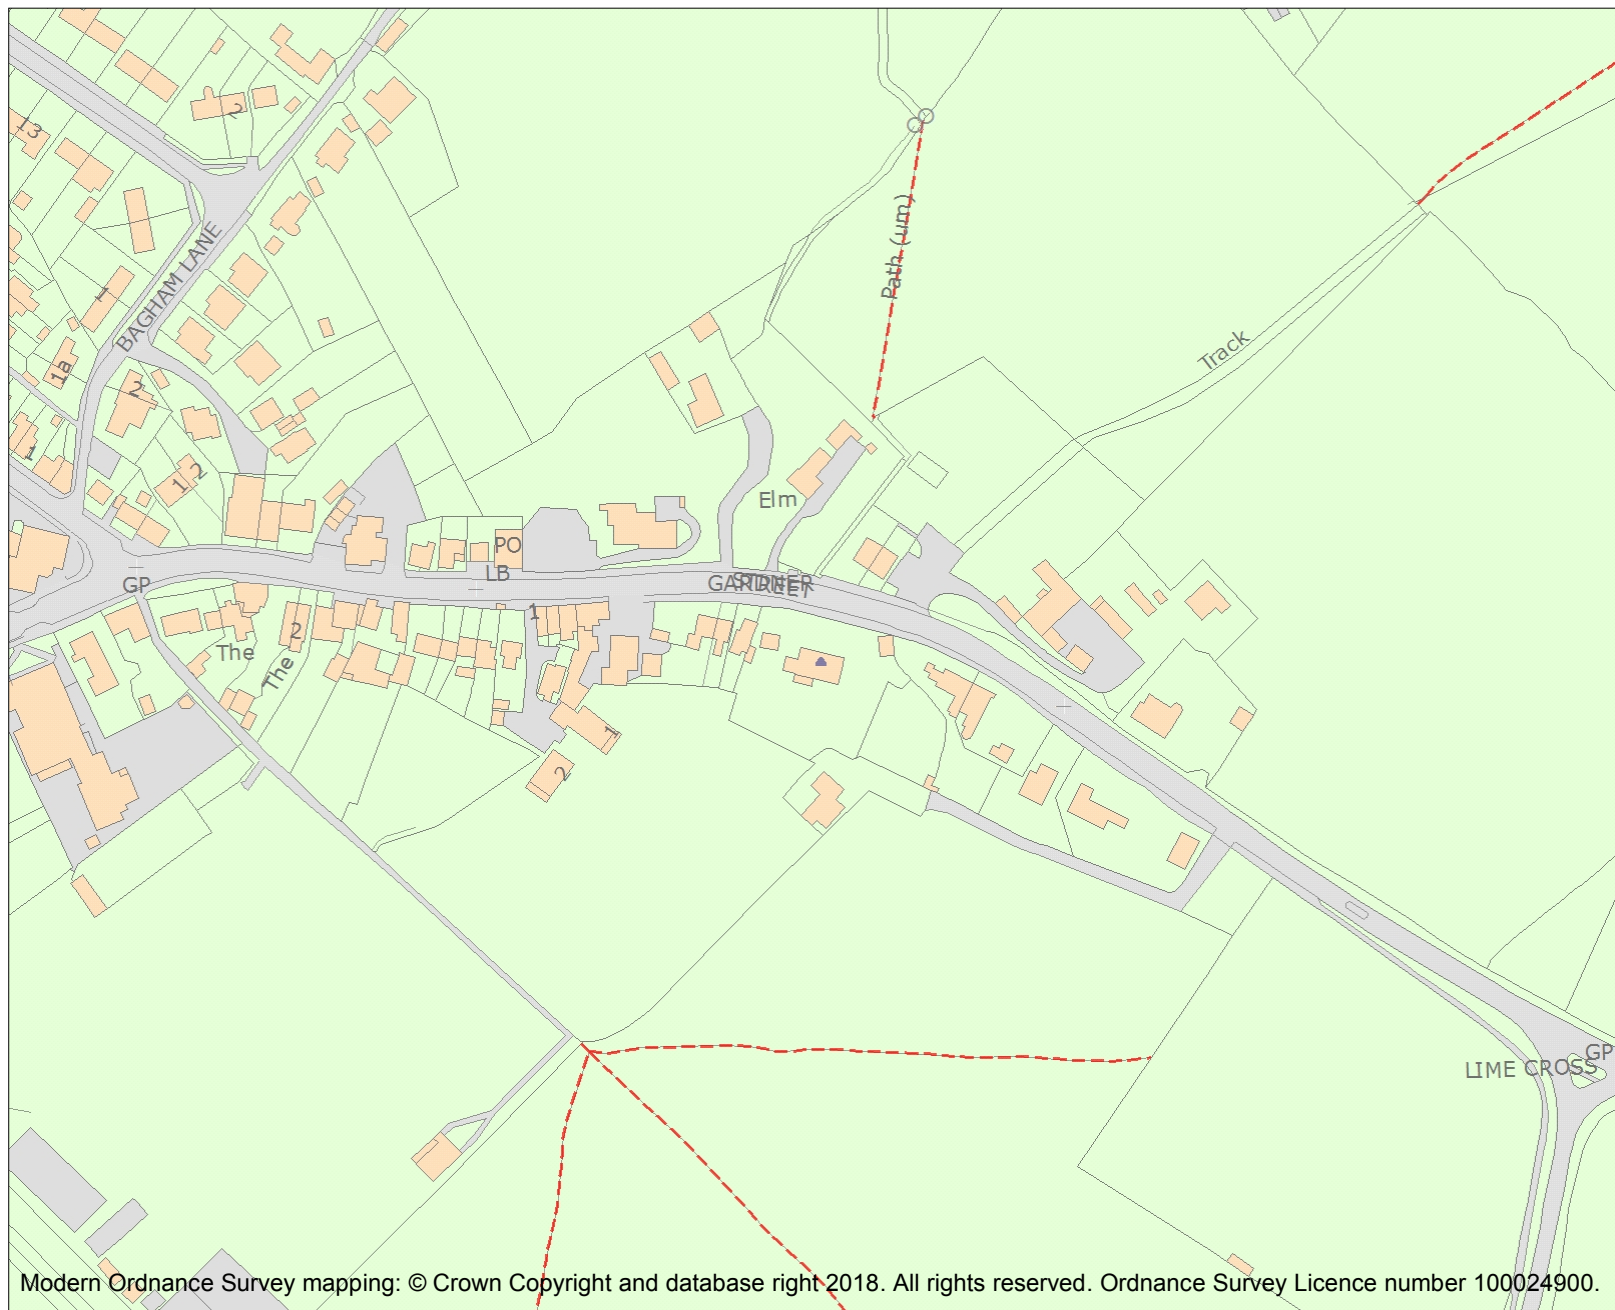 2
13
Path (um)
BAGHAM LANE
1
Track
1a
2
1
1 2
Elm
PO
LB
GP
GARDNER
STREET
1
2
The
The
1
2
LIME CROSS
GP
Modern Ordnance Survey mapping: © Crown Copyright and database right 2018. All rights reserved. Ordnance Survey Licence number 100024900.